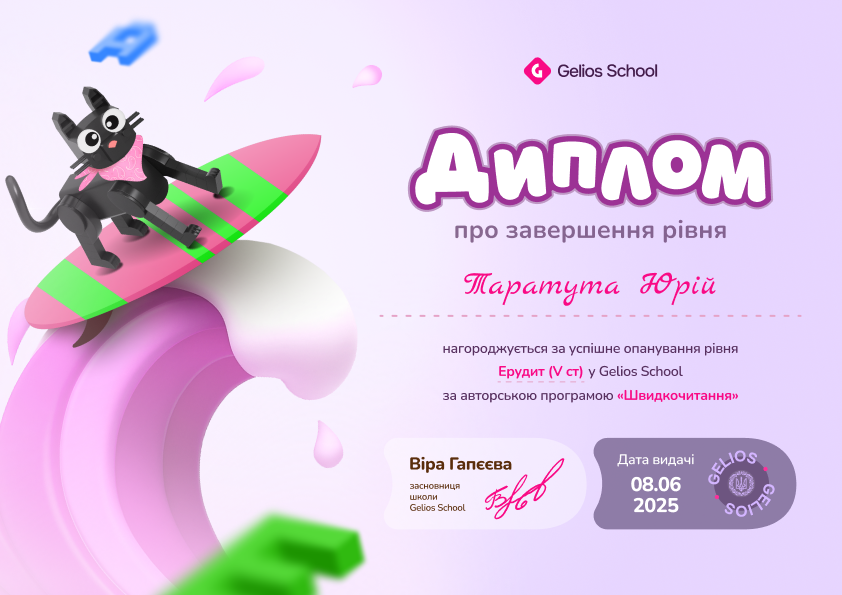 Gelios School
Диплом
про завершення рівня
Таратута Юрій
нагороджується за успішне опанування рівня
Ерудит (V ст) у Gelios School
за авторською програмою «Швидкочитання»
Віра Гапєєва
засновниця
школи
Gelios School
Дата видачі
08.06
2025
GELIOS
GELIOS